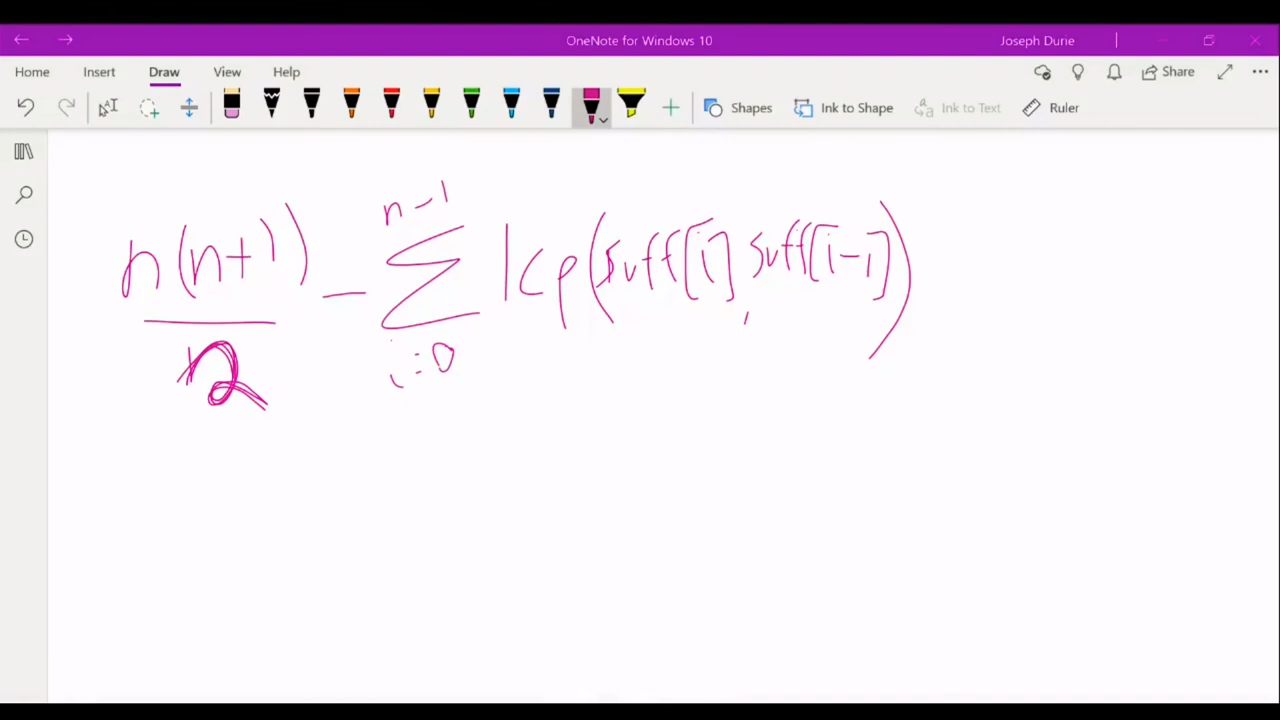 OneNote for Windows 10 Joseph Durie
Home Insert Draw View Help Share
Shapes Ink to Shape Ink to Text Ruler
n(n+1)/2 - ∑ n-1 i=0 lcp(suff[i], suff[i-1])